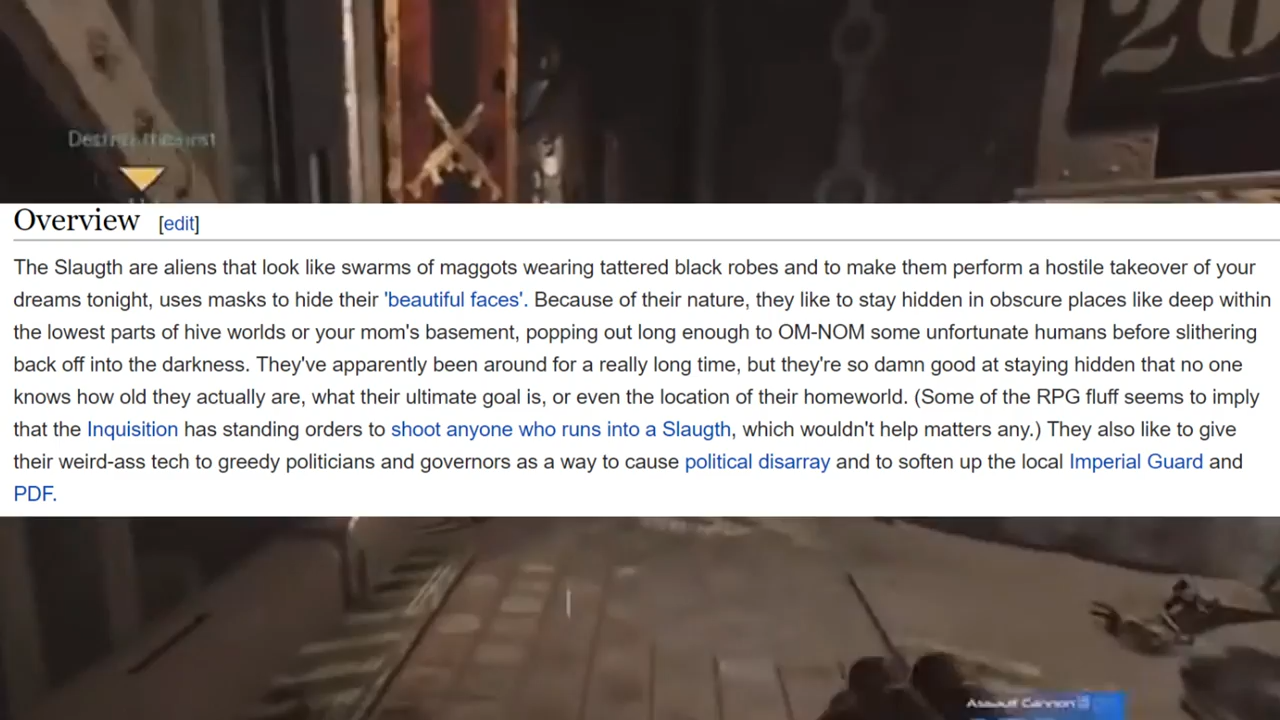 20
Overview [edit]
The Slaugth are aliens that look like swarms of maggots wearing tattered black robes and to make them perform a hostile takeover of your
dreams tonight, uses masks to hide their 'beautiful faces'. Because of their nature, they like to stay hidden in obscure places like deep within
the lowest parts of hive worlds or your mom's basement, popping out long enough to OM-NOM some unfortunate humans before slithering
back off into the darkness. They've apparently been around for a really long time, but they're so damn good at staying hidden that no one
knows how old they actually are, what their ultimate goal is, or even the location of their homeworld. (Some of the RPG fluff seems to imply
that the Inquisition has standing orders to shoot anyone who runs into a Slaugth, which wouldn't help matters any.) They also like to give
their weird-ass tech to greedy politicians and governors as a way to cause political disarray and to soften up the local Imperial Guard and
PDF.
Assault Cannon